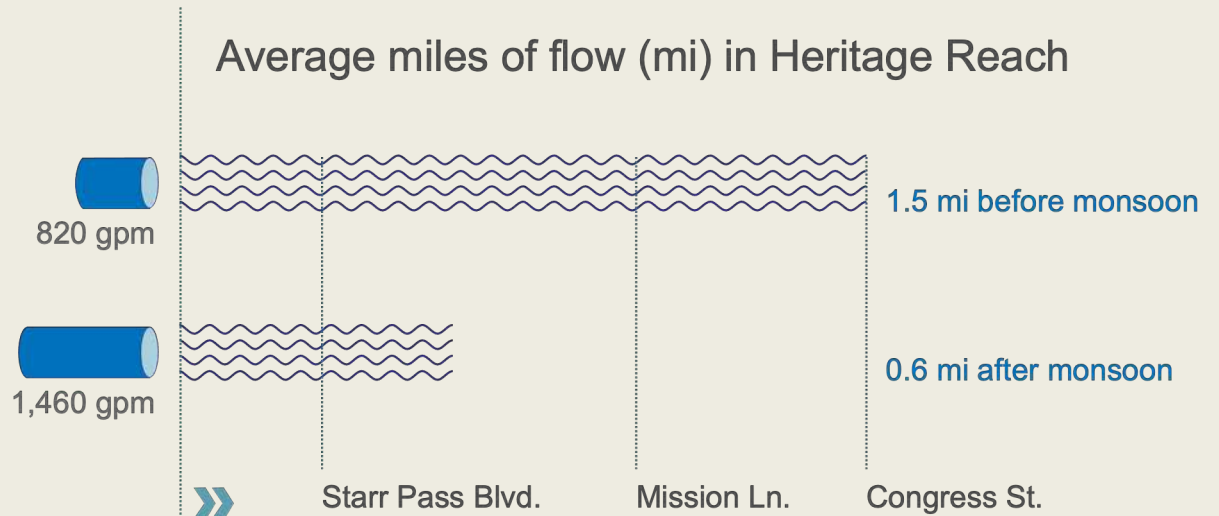 Average miles of flow (mi) in Heritage Reach
820 gpm
1.5 mi before monsoon
1,460 gpm
0.6 mi after monsoon
Starr Pass Blvd.
Mission Ln.
Congress St.